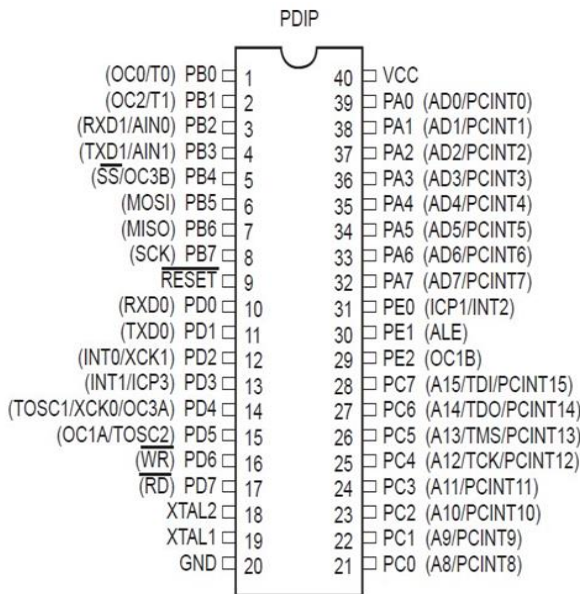 PDIP
(OC0/T0) PB0 1 40 VCC
(OC2/T1) PB1 2 39 PA0 (AD0/PCINT0)
(RXD1/AIN0) PB2 3 38 PA1 (AD1/PCINT1)
(TXD1/AIN1) PB3 4 37 PA2 (AD2/PCINT2)
(SS/OC3B) PB4 5 36 PA3 (AD3/PCINT3)
(MOSI) PB5 6 35 PA4 (AD4/PCINT4)
(MISO) PB6 7 34 PA5 (AD5/PCINT5)
(SCK) PB7 8 33 PA6 (AD6/PCINT6)
RESET 9 32 PA7 (AD7/PCINT7)
(RXD0) PD0 10 31 PE0 (ICP1/INT2)
(TXD0) PD1 11 30 PE1 (ALE)
(INT0/XCK1) PD2 12 29 PE2 (OC1B)
(INT1/ICP3) PD3 13 28 PC7 (A15/TDI/PCINT15)
(TOSC1/XCK0/OC3A) PD4 14 27 PC6 (A14/TDO/PCINT14)
(OC1A/TOSC2) PD5 15 26 PC5 (A13/TMS/PCINT13)
(WR) PD6 16 25 PC4 (A12/TCK/PCINT12)
(RD) PD7 17 24 PC3 (A11/PCINT11)
XTAL2 18 23 PC2 (A10/PCINT10)
XTAL1 19 22 PC1 (A9/PCINT9)
GND 20 21 PC0 (A8/PCINT8)